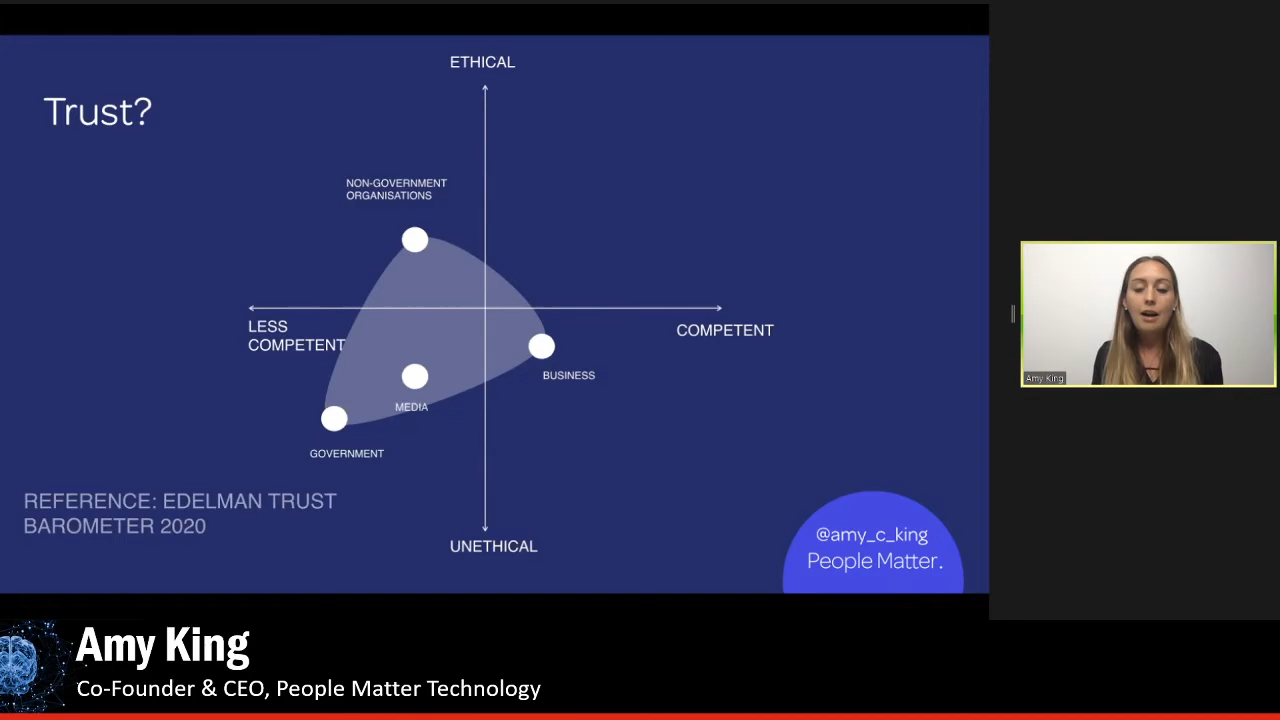 ETHICAL
Trust?
NON-GOVERNMENT
ORGANISATIONS
LESS
COMPETENT
COMPETENT
BUSINESS
MEDIA
GOVERNMENT
REFERENCE: EDELMAN TRUST
BAROMETER 2020
UNETHICAL
@amy_c_king
People Matter.
Amy King
Amy King
Co-Founder & CEO, People Matter Technology